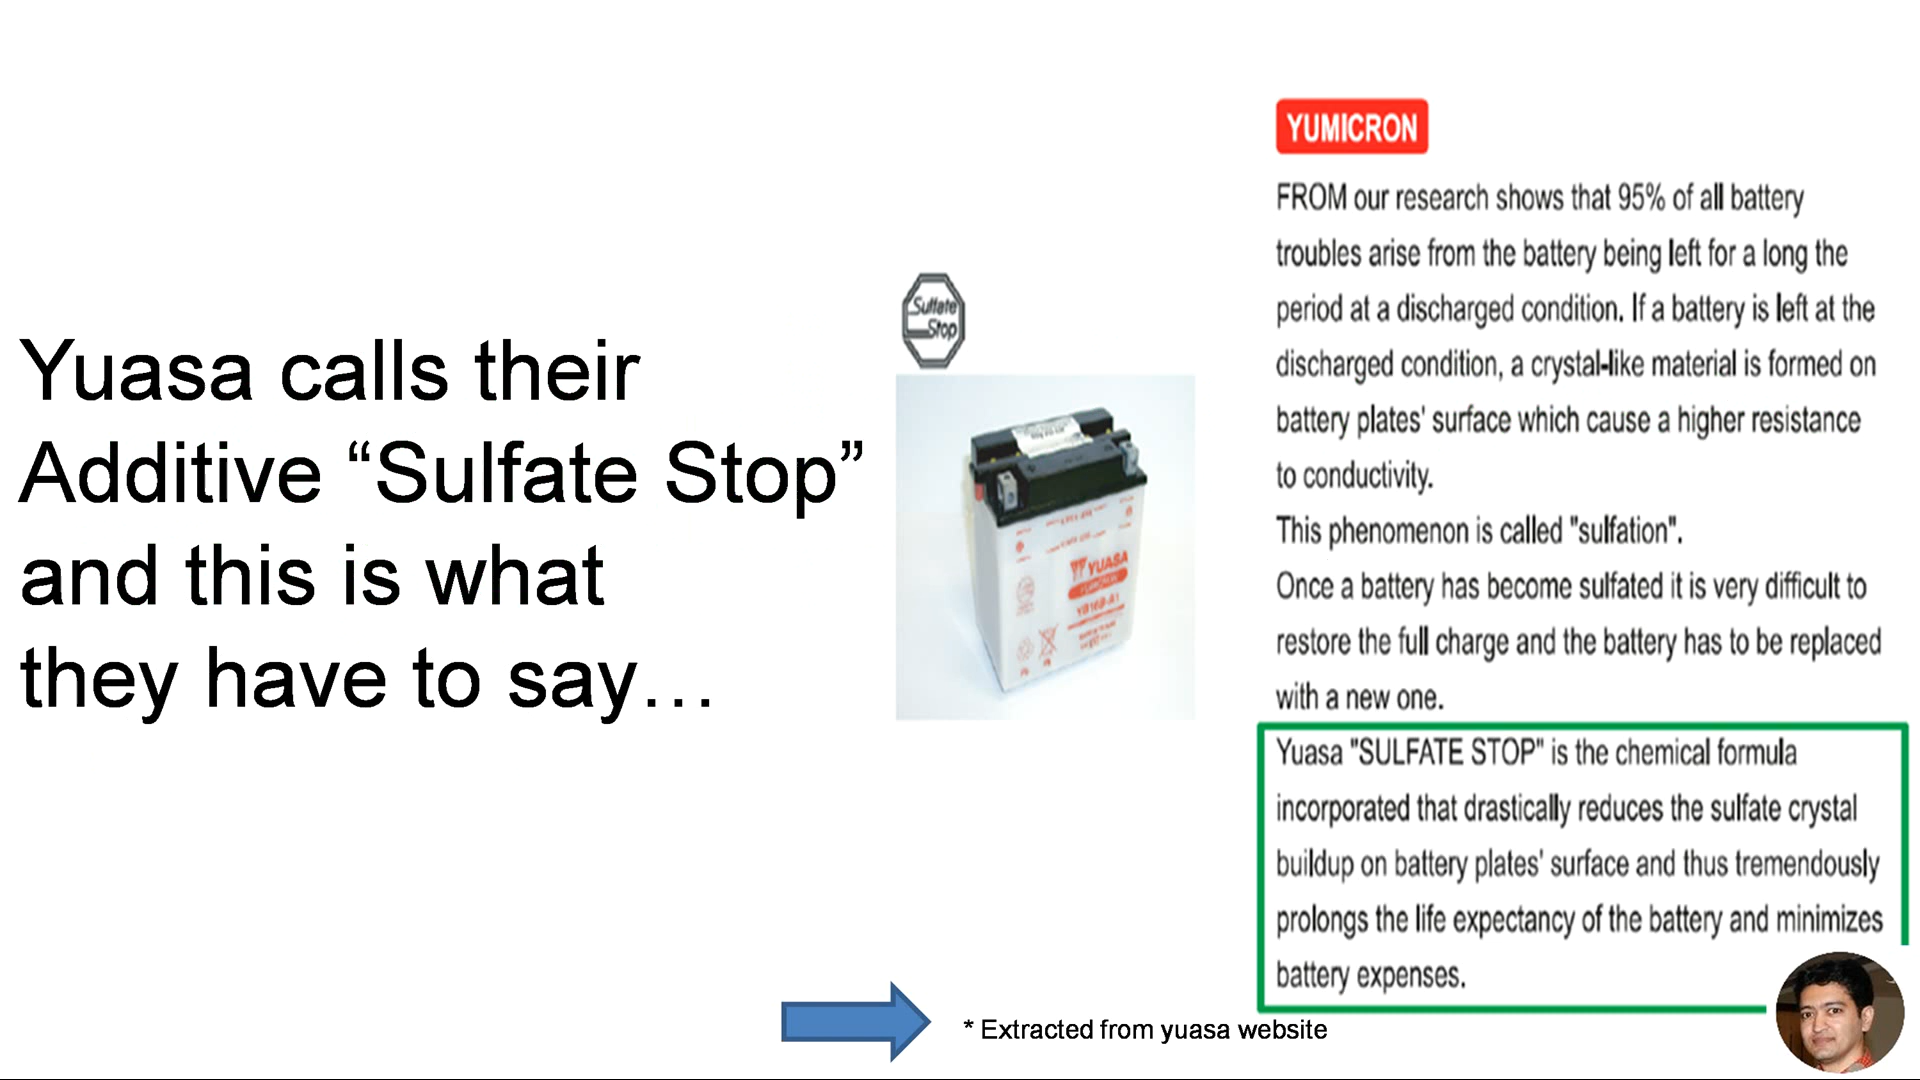 Yuasa calls their
Additive “Sulfate Stop”
and this is what
they have to say…
Sulfate
Stop
YUASA
YUMICRON
FROM our research shows that 95% of all battery
troubles arise from the battery being left for a long the
period at a discharged condition. If a battery is left at the
discharged condition, a crystal-like material is formed on
battery plates' surface which cause a higher resistance
to conductivity.
This phenomenon is called "sulfation".
Once a battery has become sulfated it is very difficult to
restore the full charge and the battery has to be replaced
with a new one.
Yuasa "SULFATE STOP" is the chemical formula
incorporated that drastically reduces the sulfate crystal
buildup on battery plates' surface and thus tremendously
prolongs the life expectancy of the battery and minimizes
battery expenses.
* Extracted from yuasa website